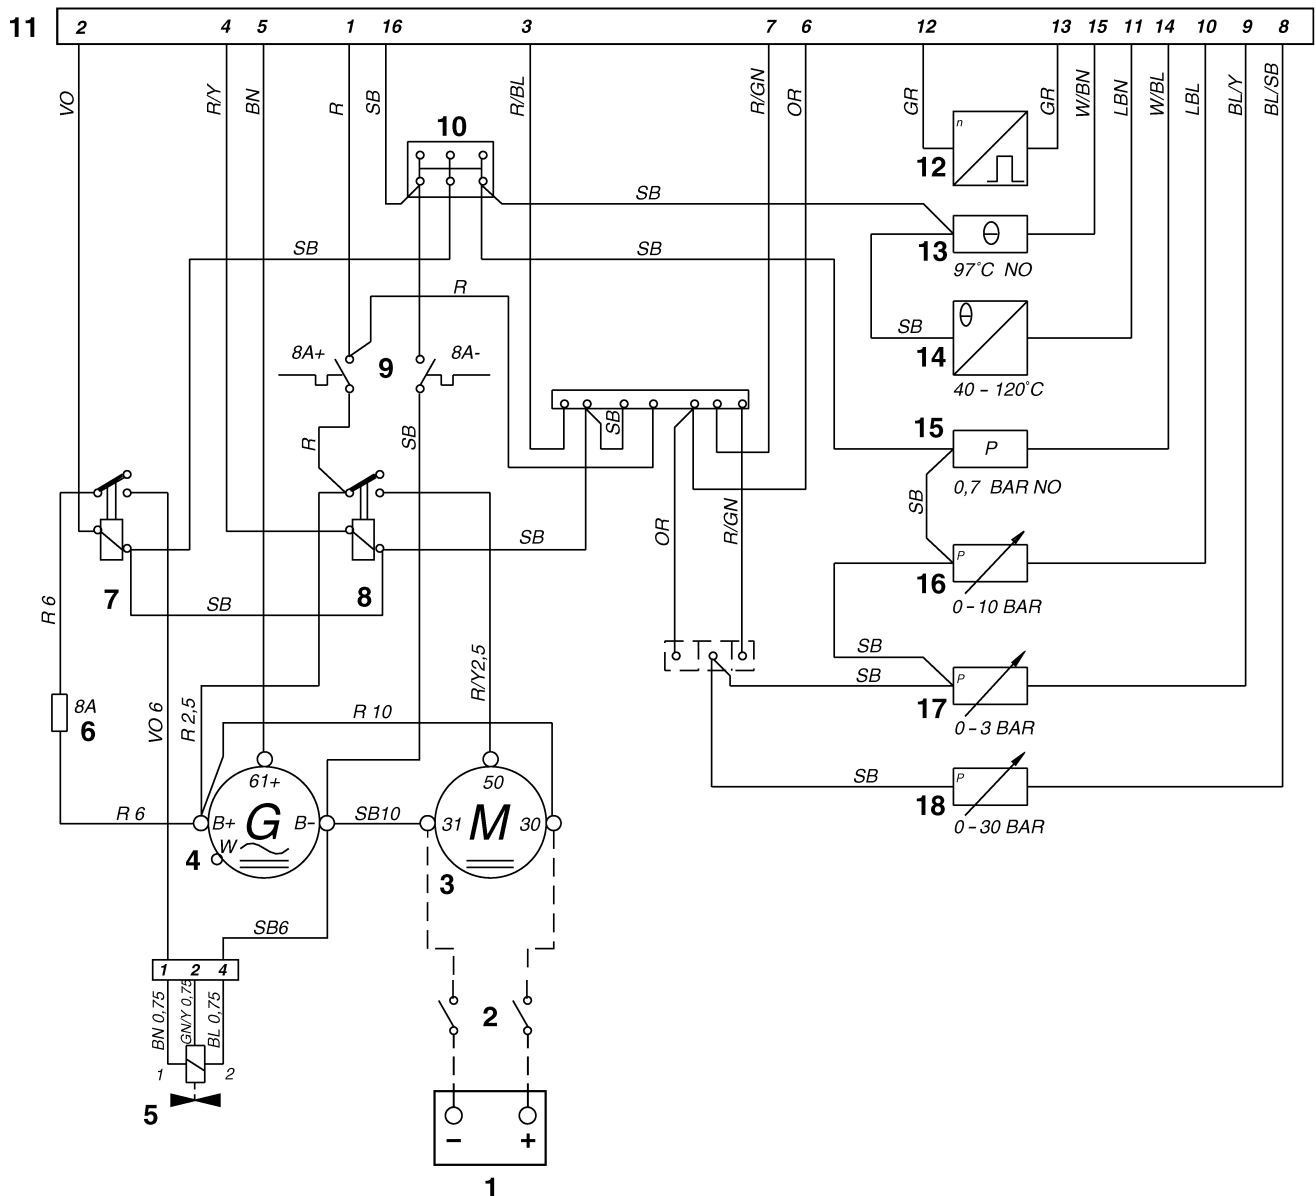 11 2 4 5 1 16 3 7 6 12 13 15 11 14 10 9 8
VO R/Y BN R SB R/BL R/GN OR GR GR W/BN LBN W/BL LBL BL/Y BL/SB
10
n
12
SB
SB
SB
13
97°C NO
R
SB
14
40 – 120°C
8A+
9
8A-
R
SB
SB
15
P
0,7 BAR NO
SB
OR
R/GN
SB
P
16
0 – 10 BAR
7
8
SB
R 6
SB
SB
P
17
0 – 3 BAR
8A
6
VO 6
R 2,5
R/Y2,5
R 10
SB
P
18
0 – 30 BAR
61+
50
R 6
B+ G B-
SB10
31 M 30
W
4
3
SB6
1 2 4
BN 0,75
GN/Y 0,75
BL 0,75
2
1 2
5
– +
1